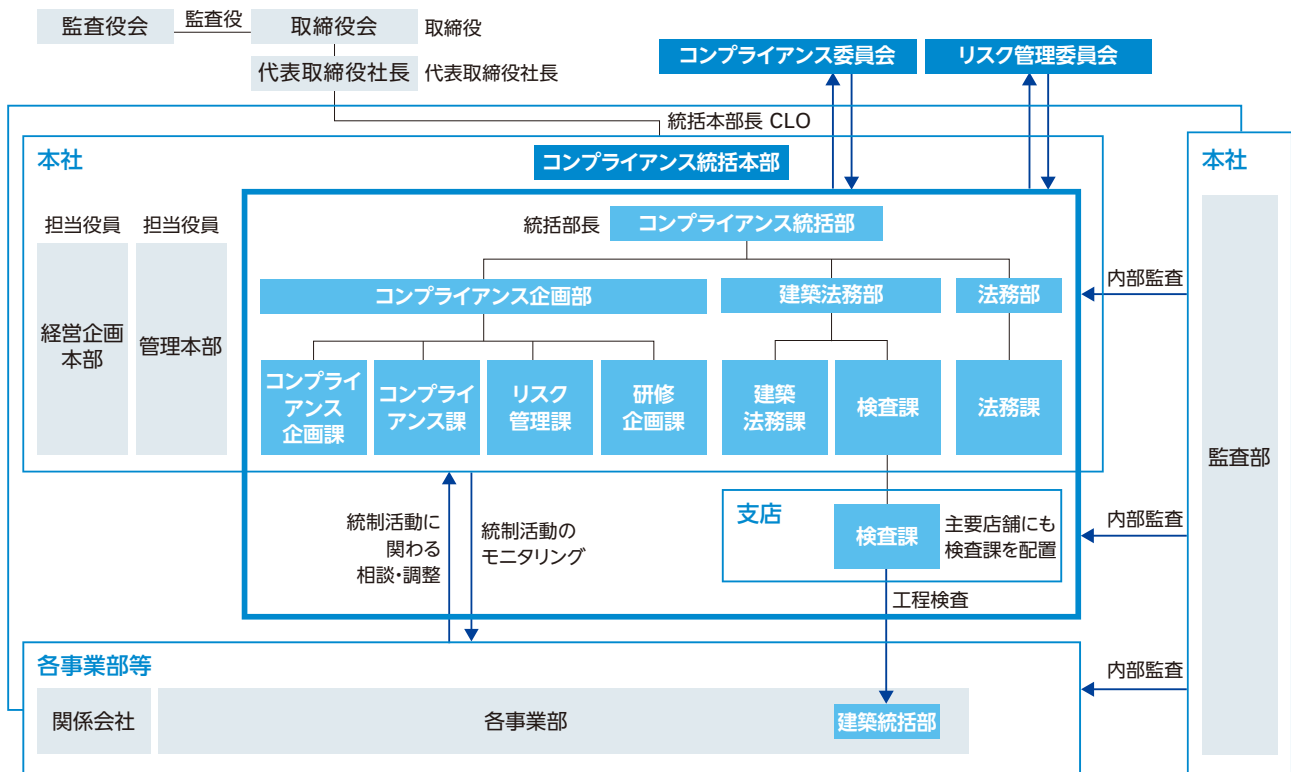 監査役会
監査役
取締役会
取締役
代表取締役社長
代表取締役社長
コンプライアンス委員会
リスク管理委員会
統括本部長 CLO
本社
コンプライアンス統括本部
本社
担当役員
担当役員
統括部長
コンプライアンス統括部
内部監査
コンプライアンス企画部
建築法務部
法務部
経営企画
本部
管理本部
コンプライ
アンス
企画課
コンプライ
アンス課
リスク
管理課
研修
企画課
建築
法務課
検査課
法務課
監査部
統制活動に
関わる
相談・調整
統制活動の
モニタリング
支店
検査課
主要店舗にも
検査課を配置
内部監査
工程検査
各事業部等
内部監査
関係会社
各事業部
建築統括部